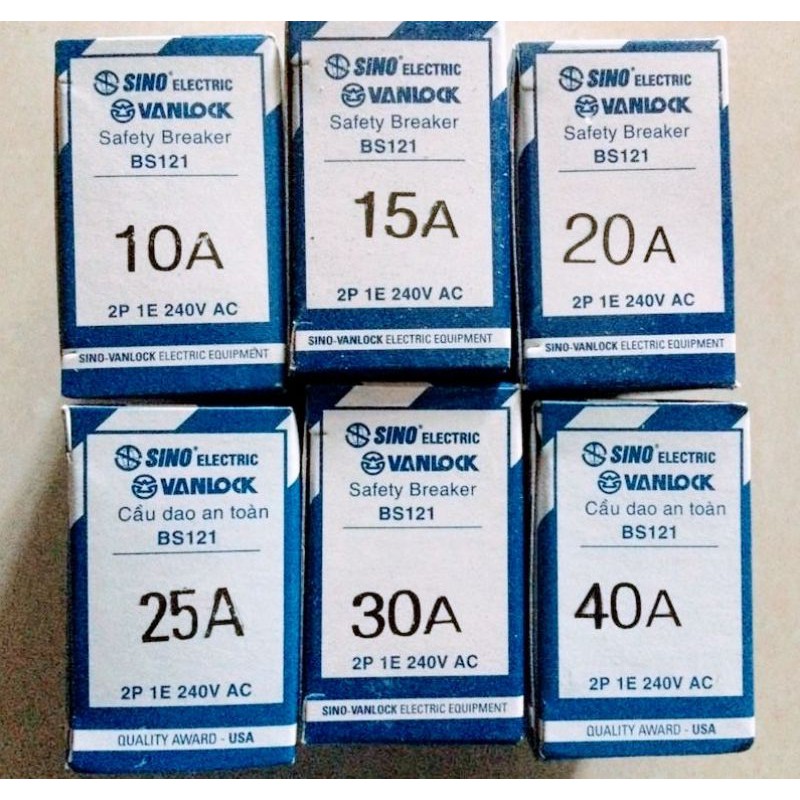 SINO ELECTRIC
VANLOCK
Safety Breaker
BS121
10A
2P 1E 240V AC
SINO-VANLOCK ELECTRIC EQUIPMENT
SINO ELECTRIC
VANLOCK
Safety Breaker
BS121
15A
2P 1E 240V AC
SINO-VANLOCK ELECTRIC EQUIPMENT
SINO ELECTRIC
VANLOCK
Safety Breaker
BS121
20A
2P 1E 240V AC
SINO-VANLOCK ELECTRIC EQUIPMENT
SINO ELECTRIC
VANLOCK
Cầu dao an toàn
BS121
25A
2P 1E 240V AC
QUALITY AWARD - USA
SINO ELECTRIC
VANLOCK
Safety Breaker
BS121
30A
2P 1E 240V AC
SINO-VANLOCK ELECTRIC EQUIPMENT
SINO ELECTRIC
VANLOCK
Cầu dao an toàn
BS121
40A
2P 1E 240V AC
QUALITY AWARD - USA